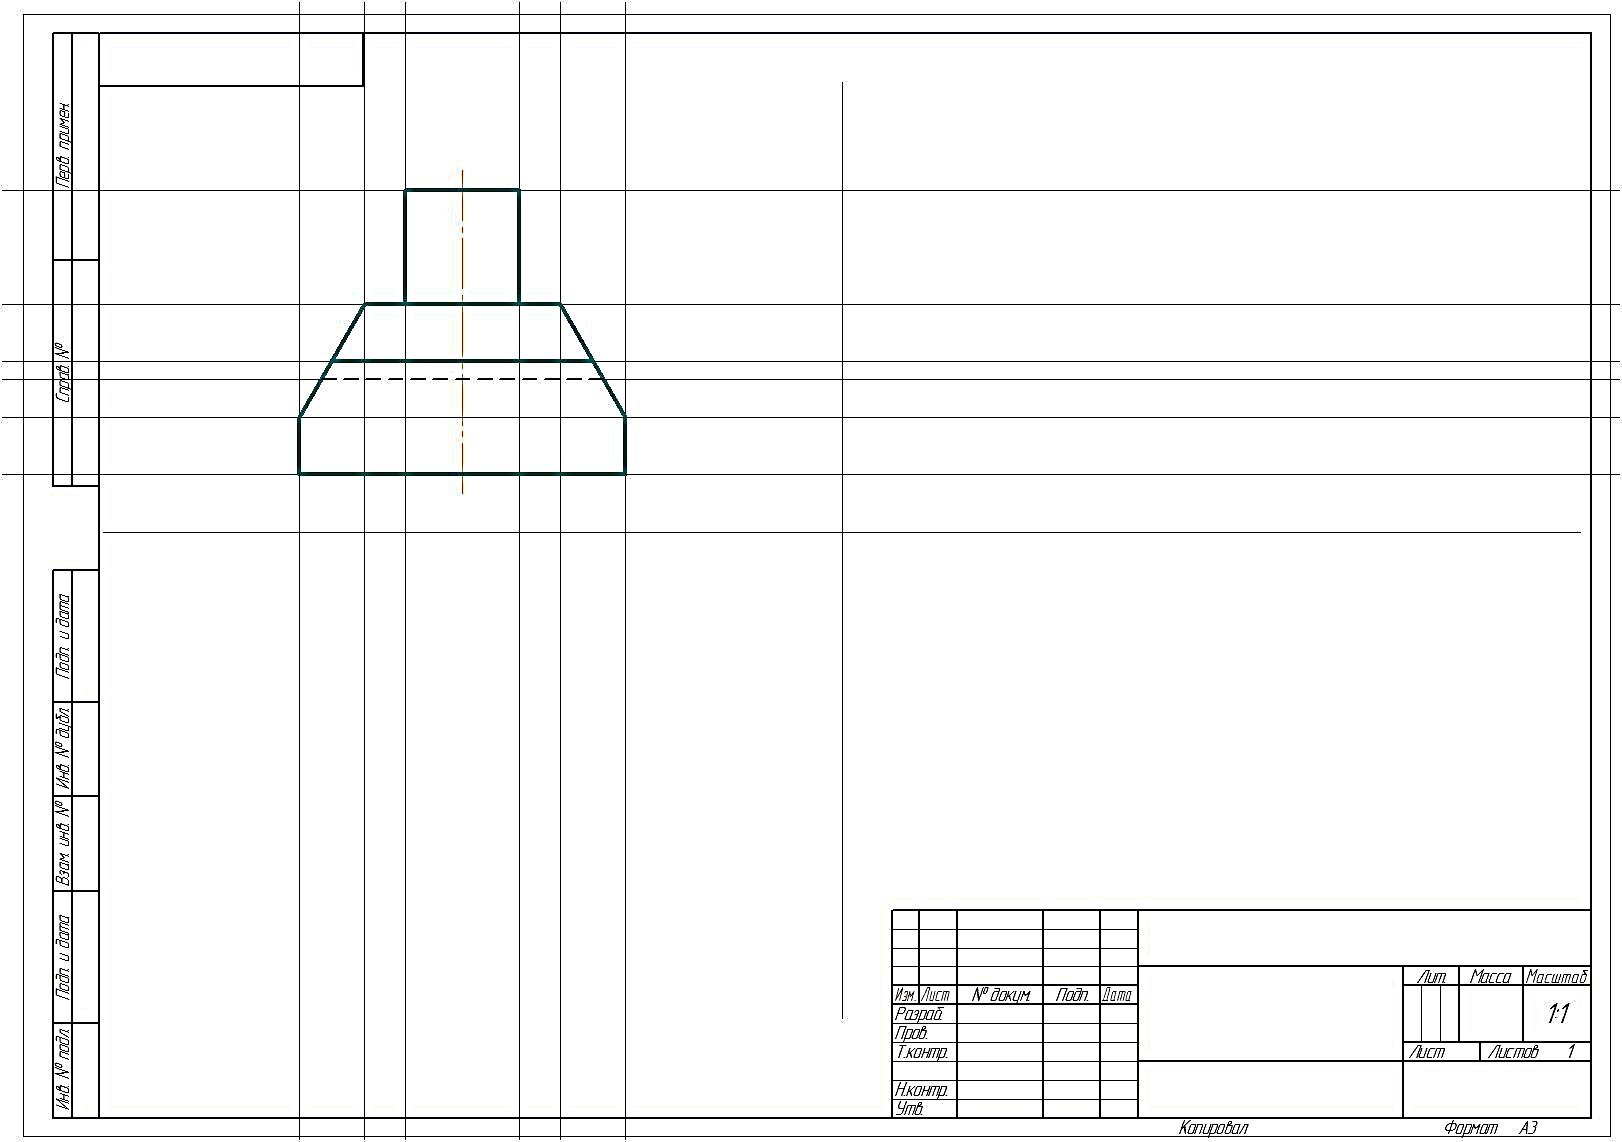 Перв. примен.
Справ. №
Подп. и дата
Инв. № дубл.
Взам. инв. №
Подп. и дата
Инв. № подл.
Лит. Масса Масштаб
Изм. Лист № докум. Подп. Дата
Разраб.
1:1
Пров.
Т.контр.
Лист Листов 1
Н.контр.
Утв.
Копировал Формат А3